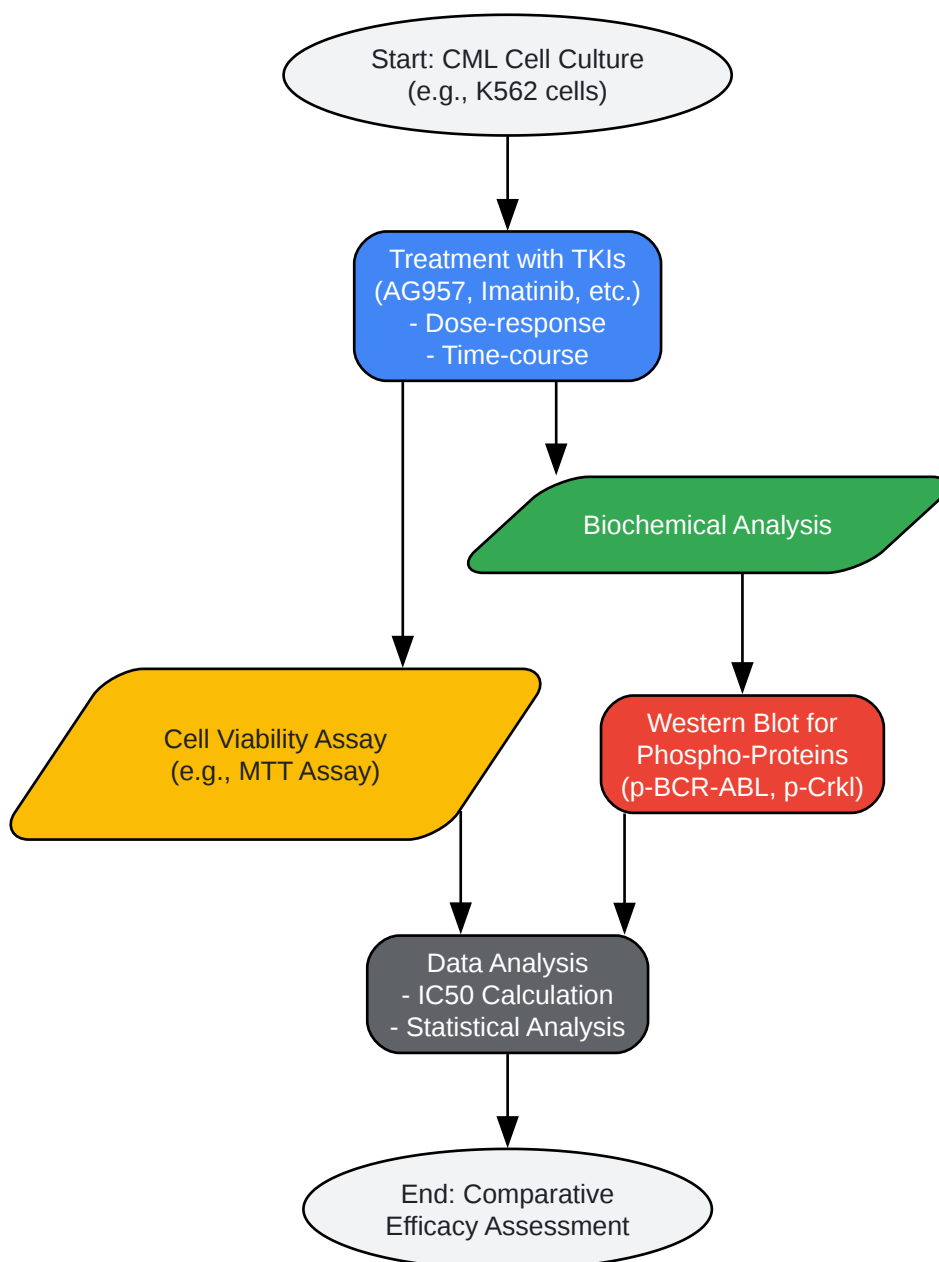 Start: CML Cell Culture
(e.g., K562 cells)
Treatment with TKIs
(AG957, Imatinib, etc.)
- Dose-response
- Time-course
Biochemical Analysis
Cell Viability Assay
(e.g., MTT Assay)
Western Blot for
Phospho-Proteins
(p-BCR-ABL, p-Crkl)
Data Analysis
- IC50 Calculation
- Statistical Analysis
End: Comparative
Efficacy Assessment